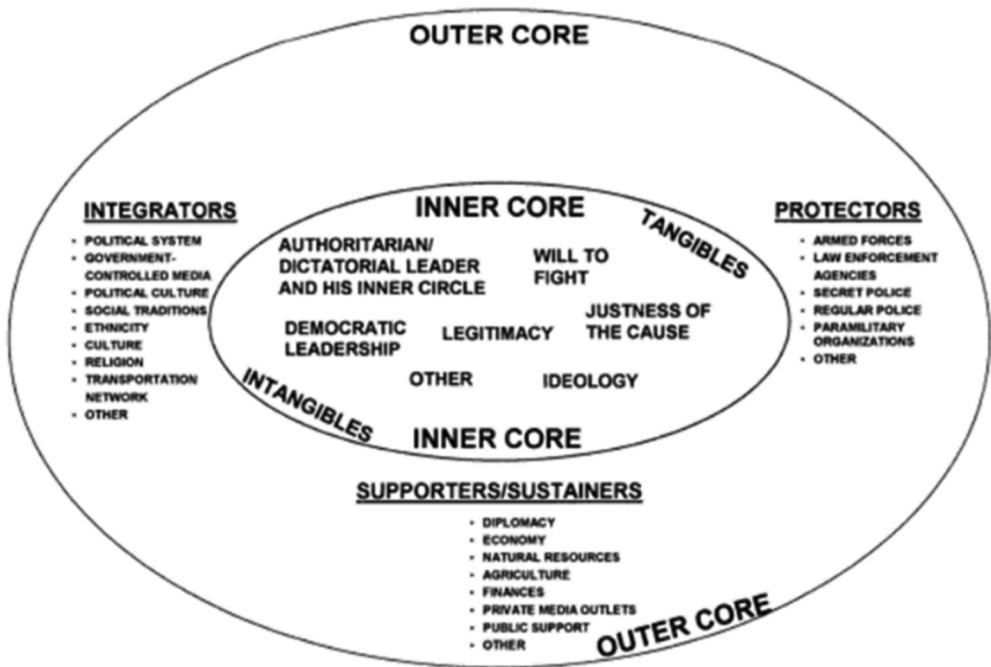 OUTER CORE
INTEGRATORS
• POLITICAL SYSTEM
• GOVERNMENT-
CONTROLLED MEDIA
• POLITICAL CULTURE
• SOCIAL TRADITIONS
• ETHNICITY
• CULTURE
• RELIGION
• TRANSPORTATION
NETWORK
• OTHER
INNER CORE
TANGIBLES
AUTHORITARIAN/
DICTATORIAL LEADER
AND HIS INNER CIRCLE
WILL TO
FIGHT
DEMOCRATIC
LEADERSHIP
LEGITIMACY
JUSTNESS OF
THE CAUSE
OTHER
IDEOLOGY
INTANGIBLES
INNER CORE
PROTECTORS
• ARMED FORCES
• LAW ENFORCEMENT
AGENCIES
• SECRET POLICE
• REGULAR POLICE
• PARAMILITARY
ORGANIZATIONS
• OTHER
SUPPORTERS/SUSTAINERS
• DIPLOMACY
• ECONOMY
• NATURAL RESOURCES
• AGRICULTURE
• FINANCES
• PRIVATE MEDIA OUTLETS
• PUBLIC SUPPORT
• OTHER
OUTER CORE